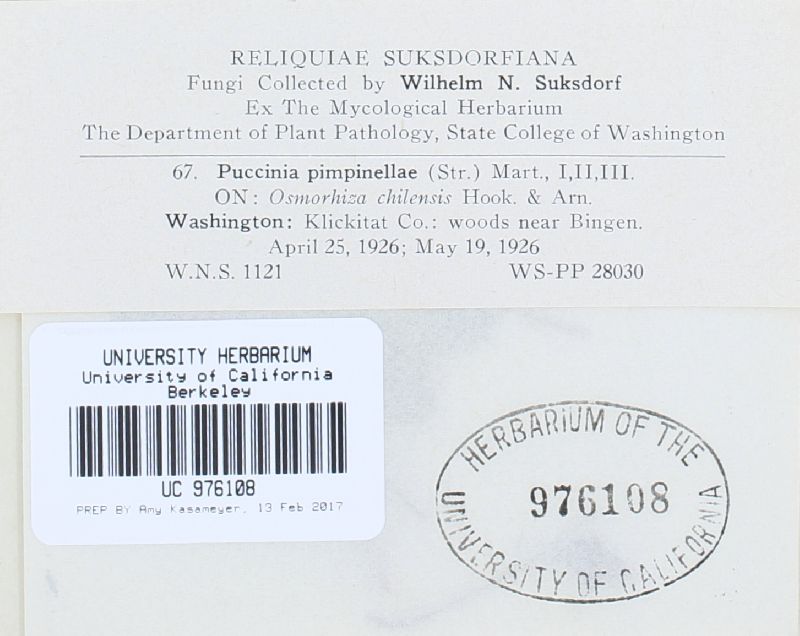 RELIQUIAE SUKSDORFIANA
Fungi Collected by Wilhelm N. Suksdorf
Ex The Mycological Herbarium
The Department of Plant Pathology, State College of Washington
67. Puccinia pimpinellae (Str.) Mart., I,II,III.
ON: Osmorhiza chilensis Hook. & Arn.
Washington: Klickitat Co.: woods near Bingen.
April 25, 1926; May 19, 1926
W.N.S. 1121 WS-PP 28030
UNIVERSITY HERBARIUM
University of California
Berkeley
UC 976108
PREP BY Amy Kasameyer, 13 Feb 2017
HERBARIUM OF THE
976108
UNIVERSITY OF CALIFORNIA